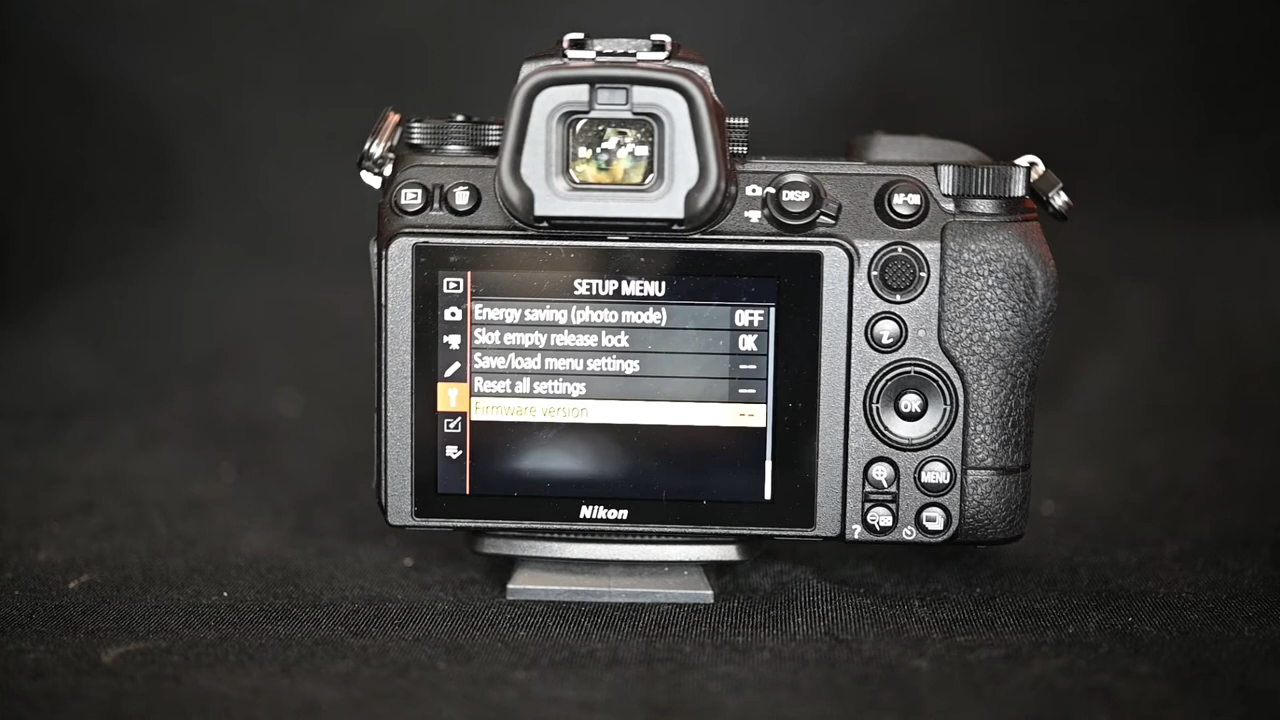 DISP
AF-ON
SETUP MENU
Energy saving (photo mode) OFF
Slot empty release lock OK
Save/load menu settings ---
Reset all settings ---
Firmware version --
i
OK
MENU
?
Nikon